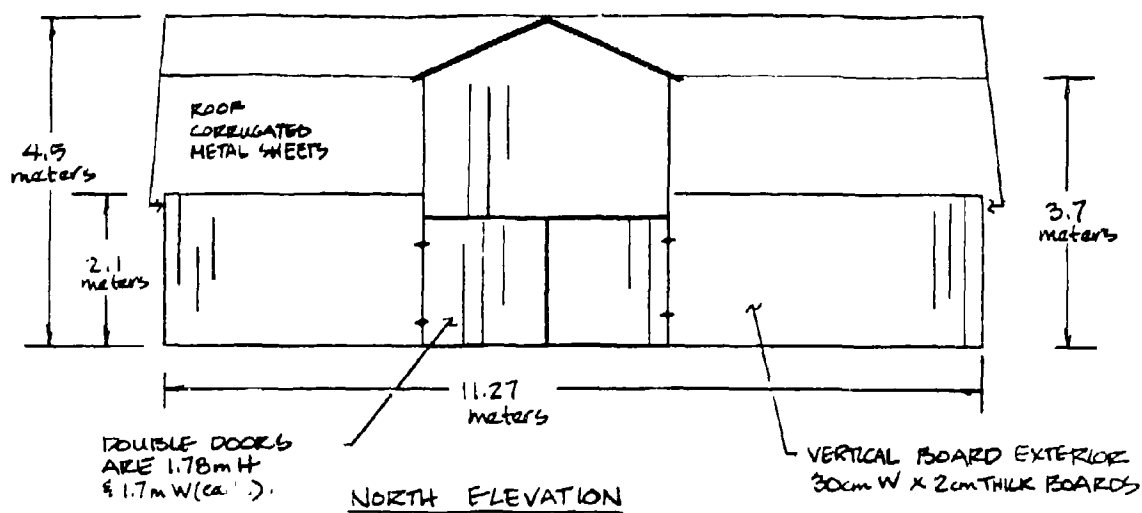 ROOF
CORRUGATED
METAL SHEETS
4.5
meters
2.1
meters
3.7
meters
11.27
meters
DOUBLE DOORS
ARE 1.78m H
& 1.7m W
VERTICAL BOARD EXTERIOR
30cm W x 2cm THICK BOARDS
NORTH ELEVATION